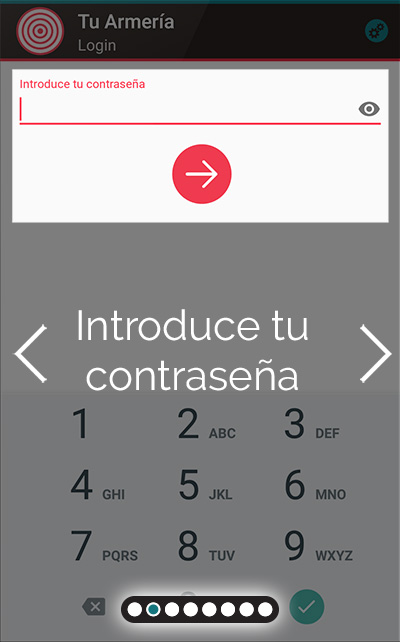 Tu Armería
Login
Introduce tu contraseña
Introduce tu
contraseña
1 2 ABC 3 DEF
4 GHI 5 JKL 6 MNO
7 PQRS 8 TUV 9 WXYZ